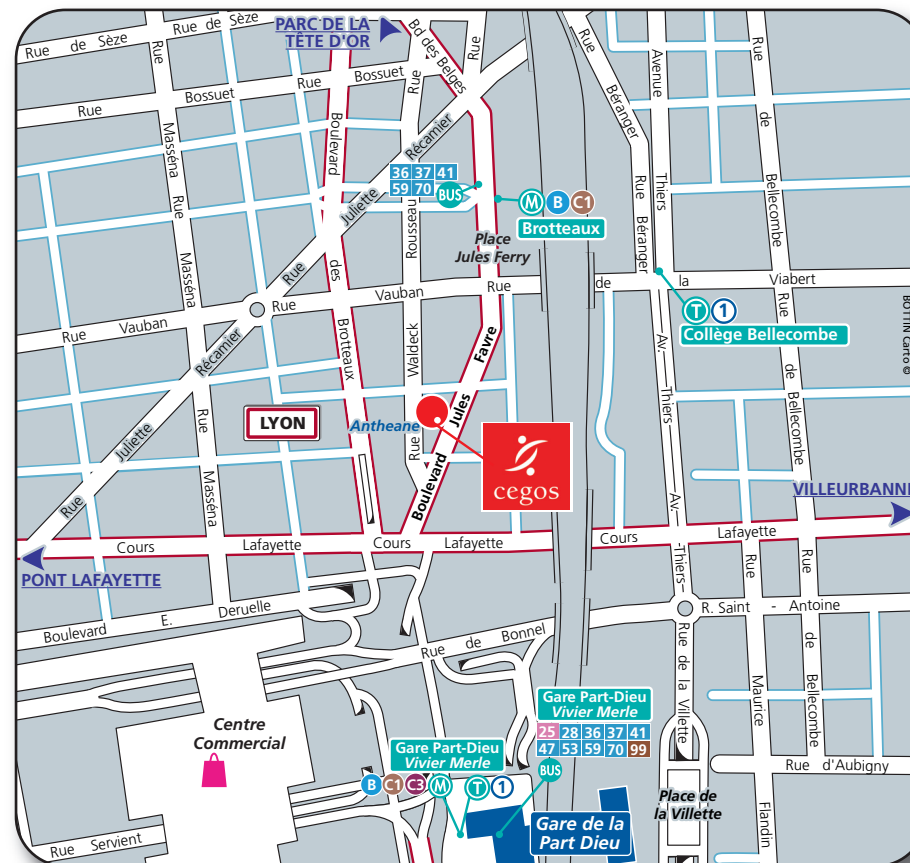 Rue de Sèze
Rue de Sèze
PARC DE LA
TÊTE D'OR
Bd des Belges
Rue
Rue
Rue
Avenue
Rue
Rue Bossuet
Rue Bossuet
Béranger
de
Masséna
Rue
Boulevard
Récamier
36 37 41
59 70
BUS
M B C1
Brotteaux
Thiers
Bellecombe
Juliette
Rousseau
Place
Jules Ferry
Rue Béranger
Rue
Masséna
des
Rue Vauban
Rue Vauban
Rue
de
la
Viabert
T 1
Collège Bellecombe
BOTTIN Carto ©
Rue
Récamier
Brotteaux
Waldeck
Favre
Av.
Thiers
de
LYON
Antheane
Jules
cegos
Bellecombe
Juliette
Rue
Rue
Masséna
Rue
Boulevard
Av.
Rue
VILLEURBANNE
Cours Lafayette
Cours Lafayette
Cours Lafayette
PONT LAFAYETTE
Thiers
Rue
Rue
Boulevard E. Deruelle
Rue de Bonnel
R. Saint - Antoine
Rue de la Villette
Maurice
de
Bellecombe
Centre
Commercial
Gare Part-Dieu
Vivier Merle
25 28 36 37 41
47 53 59 70 99
BUS
Gare Part-Dieu
Vivier Merle
B C1 C3 M T 1
Rue d'Aubigny
Place de
la Villette
Flandin
Gare de la
Part Dieu
Rue Servient